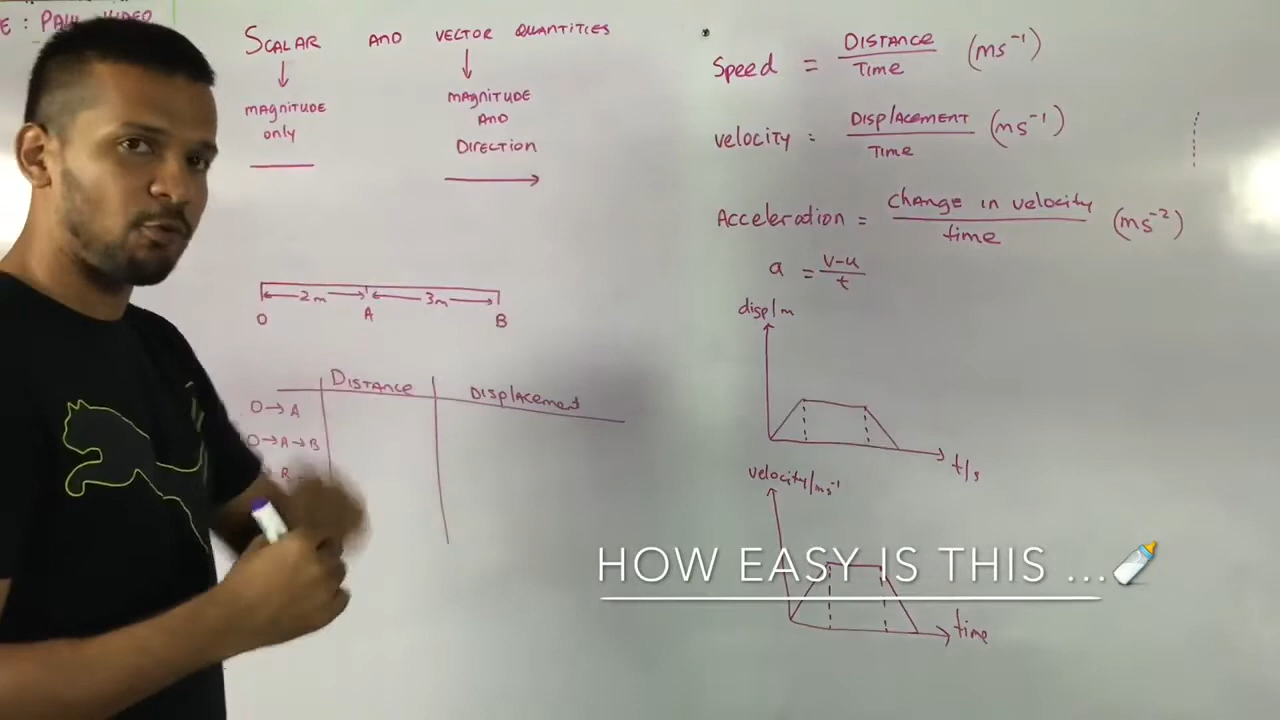 E : PAUL VIDEO
SCALAR AND VECTOR QUANTITIES
MAGNITUDE
only
MAGNITUDE
AND
DIRECTION
2m
3m
O
A
B
DISTANCE
DISPLACEMENT
O→A
O→A→B
Speed = DISTANCE / Time (ms⁻¹)
velocity = DISPLACEMENT / TIME (ms⁻¹)
Acceleration = change in velocity / time (ms⁻²)
a = v-u / t
displ m
t/s
velocity/ms⁻¹
time
HOW EASY IS THIS ...🍼